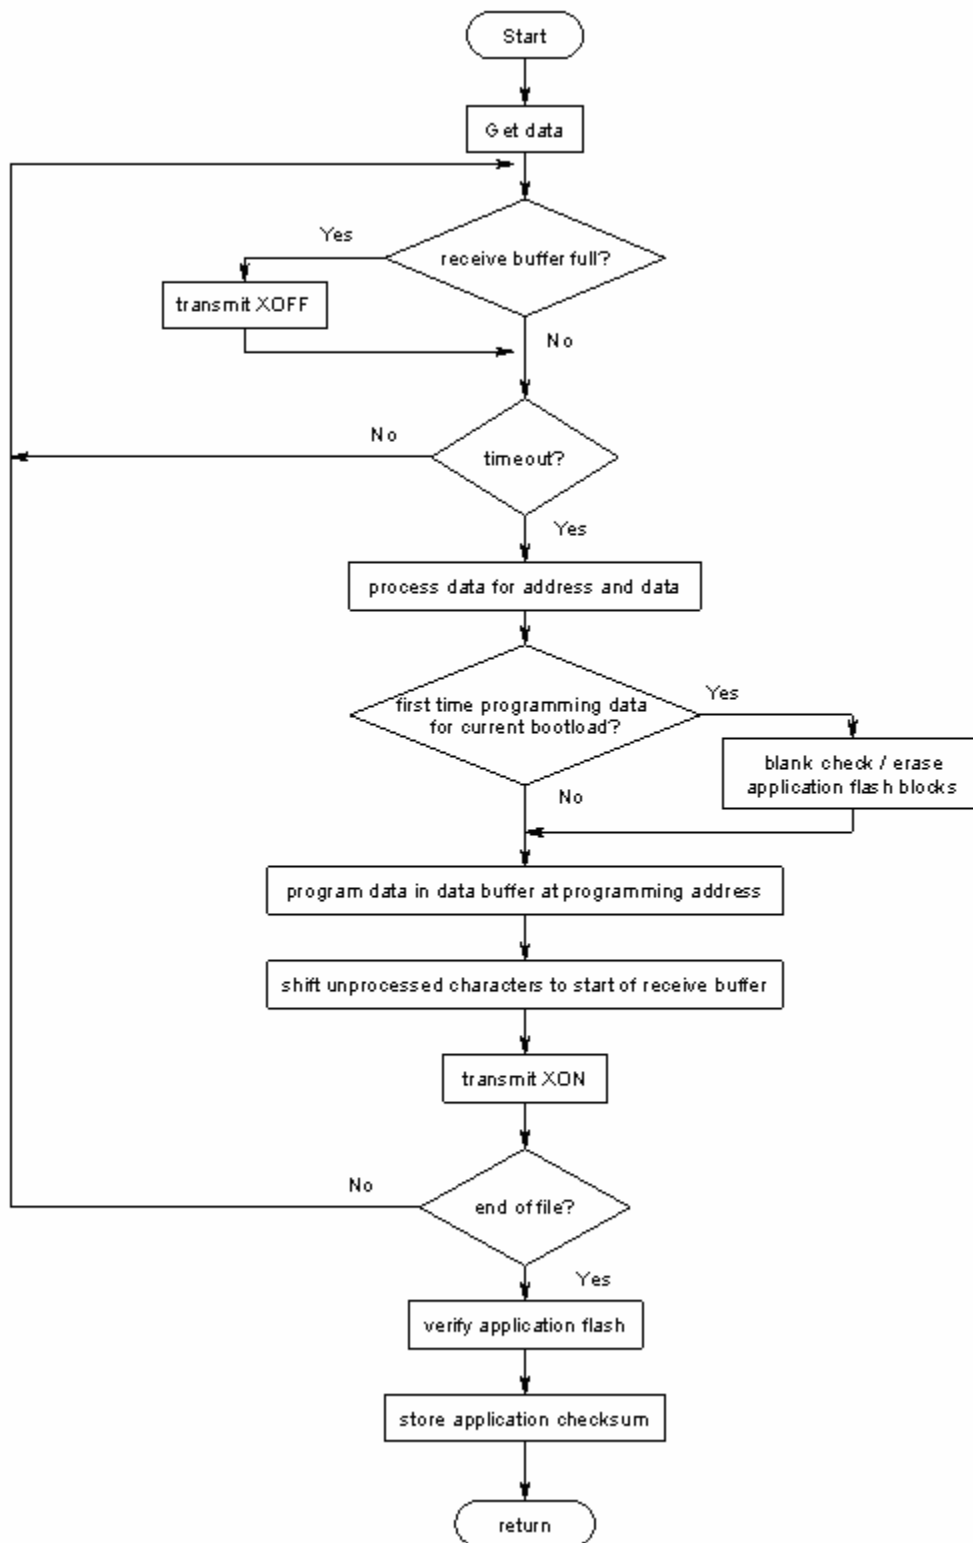 Start
Get data
Yes
receive buffer full?
transmit XOFF
No
No
timeout?
Yes
process data for address and data
Yes
first time programming data
for current bootload?
blank check / erase
application flash blocks
No
program data in data buffer at programming address
shift unprocessed characters to start of receive buffer
transmit XON
No
end of file?
Yes
verify application flash
store application checksum
return